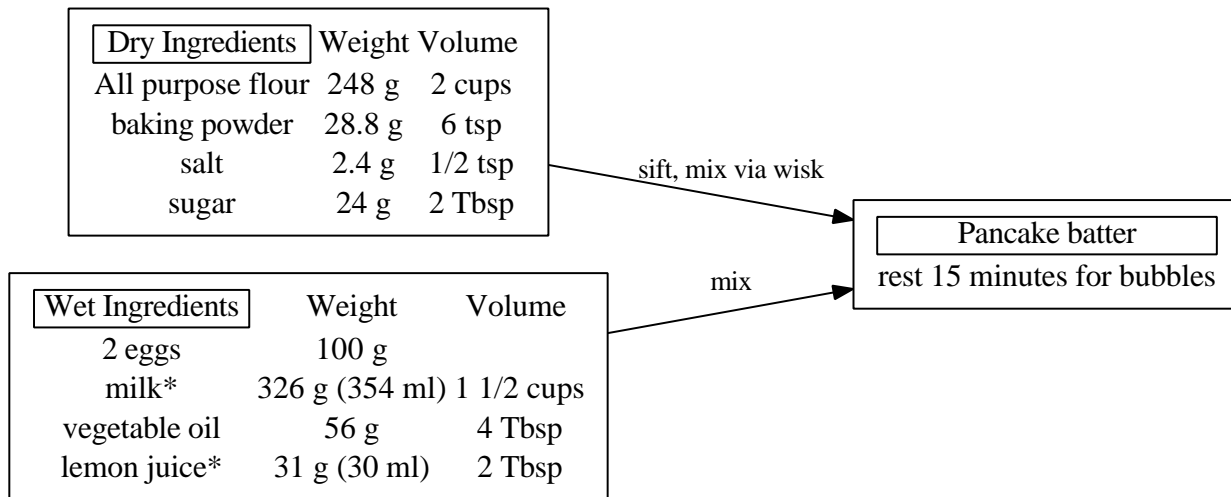 Dry Ingredients Weight Volume
All purpose flour 248 g 2 cups
baking powder 28.8 g 6 tsp
salt 2.4 g 1/2 tsp
sugar 24 g 2 Tbsp
sift, mix via wisk
Wet Ingredients Weight Volume
2 eggs 100 g
milk* 326 g (354 ml) 1 1/2 cups
vegetable oil 56 g 4 Tbsp
lemon juice* 31 g (30 ml) 2 Tbsp
mix
Pancake batter
rest 15 minutes for bubbles